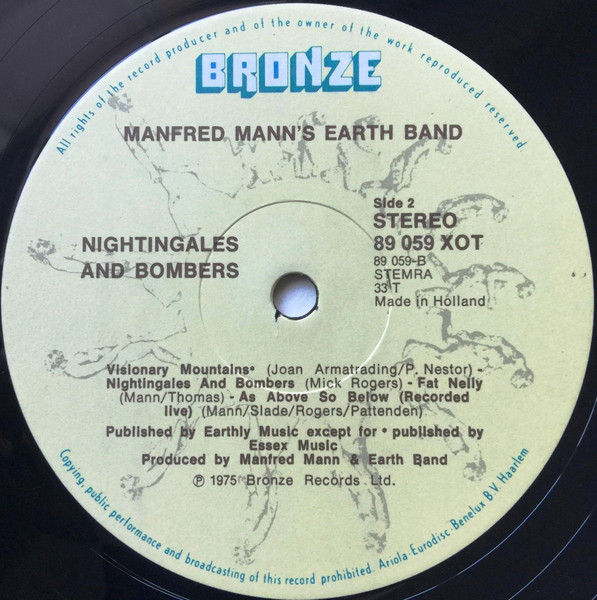 All rights of the record producer and of the owner of the work reproduced reserved.
BRONZE
MANFRED MANN'S EARTH BAND
NIGHTINGALES
AND BOMBERS
Side 2
STEREO
89 059 XOT
89 059-B
STEMRA
33 T
Made in Holland
Visionary Mountains* (Joan Armatrading/P. Nestor) -
Nightingales And Bombers (Mick Rogers) - Fat Nelly
(Mann/Thomas) - As Above So Below (Recorded
live) (Mann/Slade/Rogers/Pattenden)
Published by Earthly Music except for * published by
Essex Music
Produced by Manfred Mann & Earth Band
℗ 1975 Bronze Records Ltd.
Copying, public performance and broadcasting of this record prohibited. Ariola-Eurodisc-Benelux B.V. Haarlem